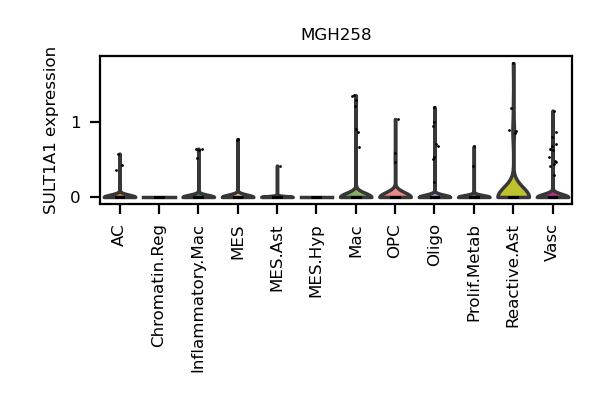 MGH258
SULT1A1 expression
1
0
AC
Chromatin.Reg
Inflammatory.Mac
MES
MES.Ast
MES.Hyp
Mac
OPC
Oligo
Prolif.Metab
Reactive.Ast
Vasc